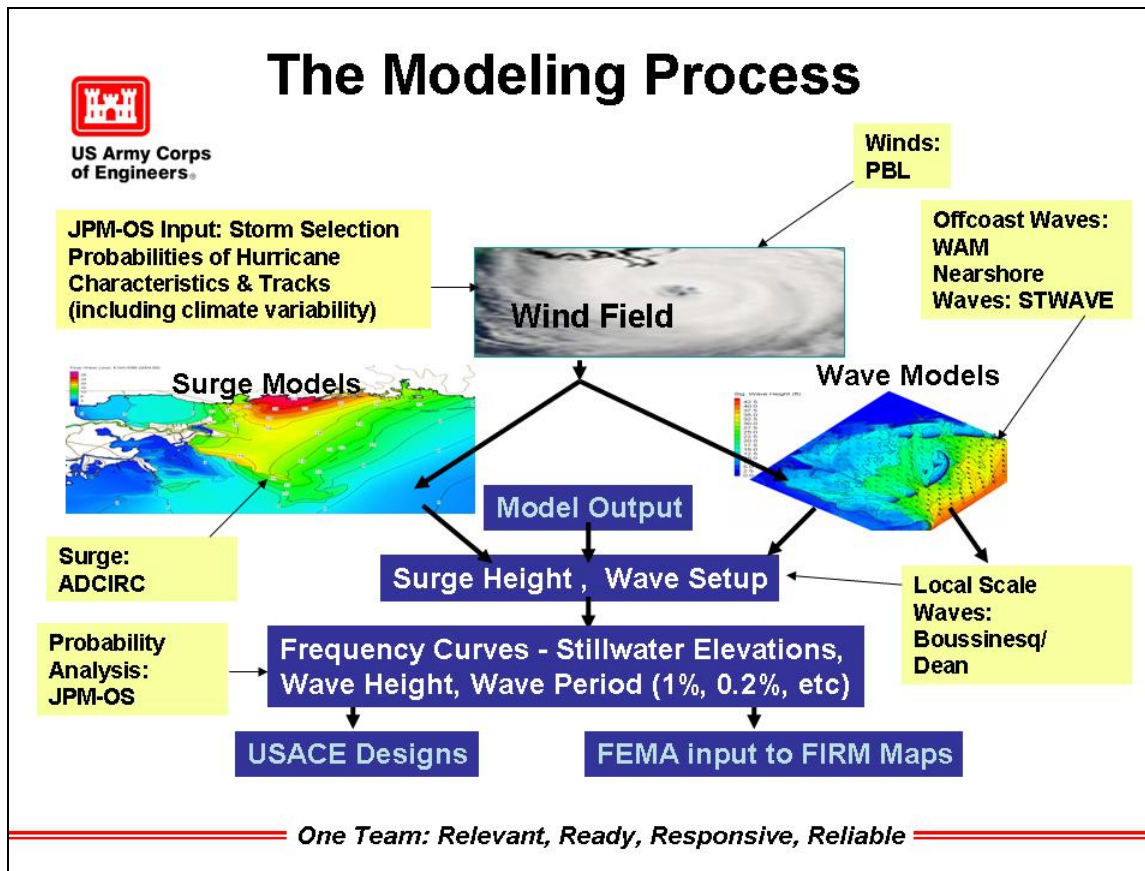 The Modeling Process
US Army Corps
of Engineers®
Winds:
PBL
JPM-OS Input: Storm Selection
Probabilities of Hurricane
Characteristics & Tracks
(including climate variability)
Offcoast Waves:
WAM
Nearshore
Waves: STWAVE
Wind Field
Surge Models
Wave Models
Model Output
Surge:
ADCIRC
Surge Height , Wave Setup
Local Scale
Waves:
Boussinesq/
Dean
Probability
Analysis:
JPM-OS
Frequency Curves - Stillwater Elevations,
Wave Height, Wave Period (1%, 0.2%, etc)
USACE Designs
FEMA input to FIRM Maps
One Team: Relevant, Ready, Responsive, Reliable